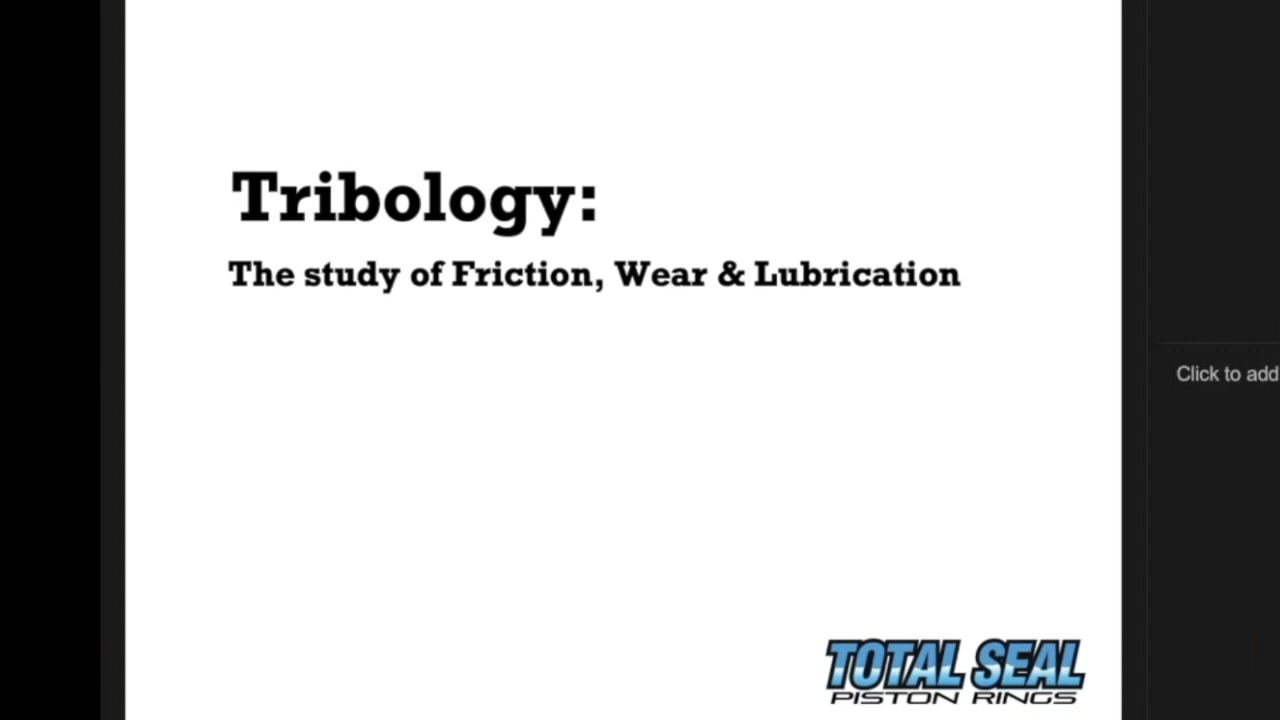 Tribology:
The study of Friction, Wear & Lubrication
Click to add
TOTAL SEAL
PISTON RINGS